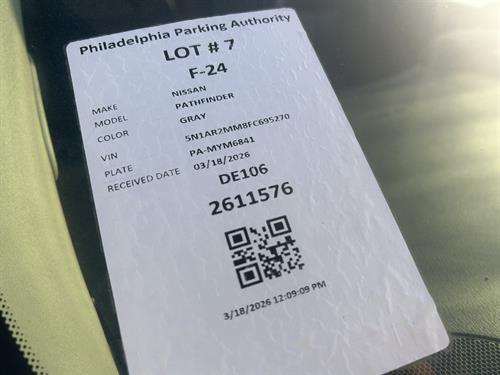 Philadelphia Parking Authority
LOT # 7
F-24
MAKE NISSAN
MODEL PATHFINDER
COLOR GRAY
VIN 5N1AR2MM8FC695270
PLATE PA-MYM6841
RECEIVED DATE 03/18/2026
DE106
2611576
3/18/2026 12:09:09 PM